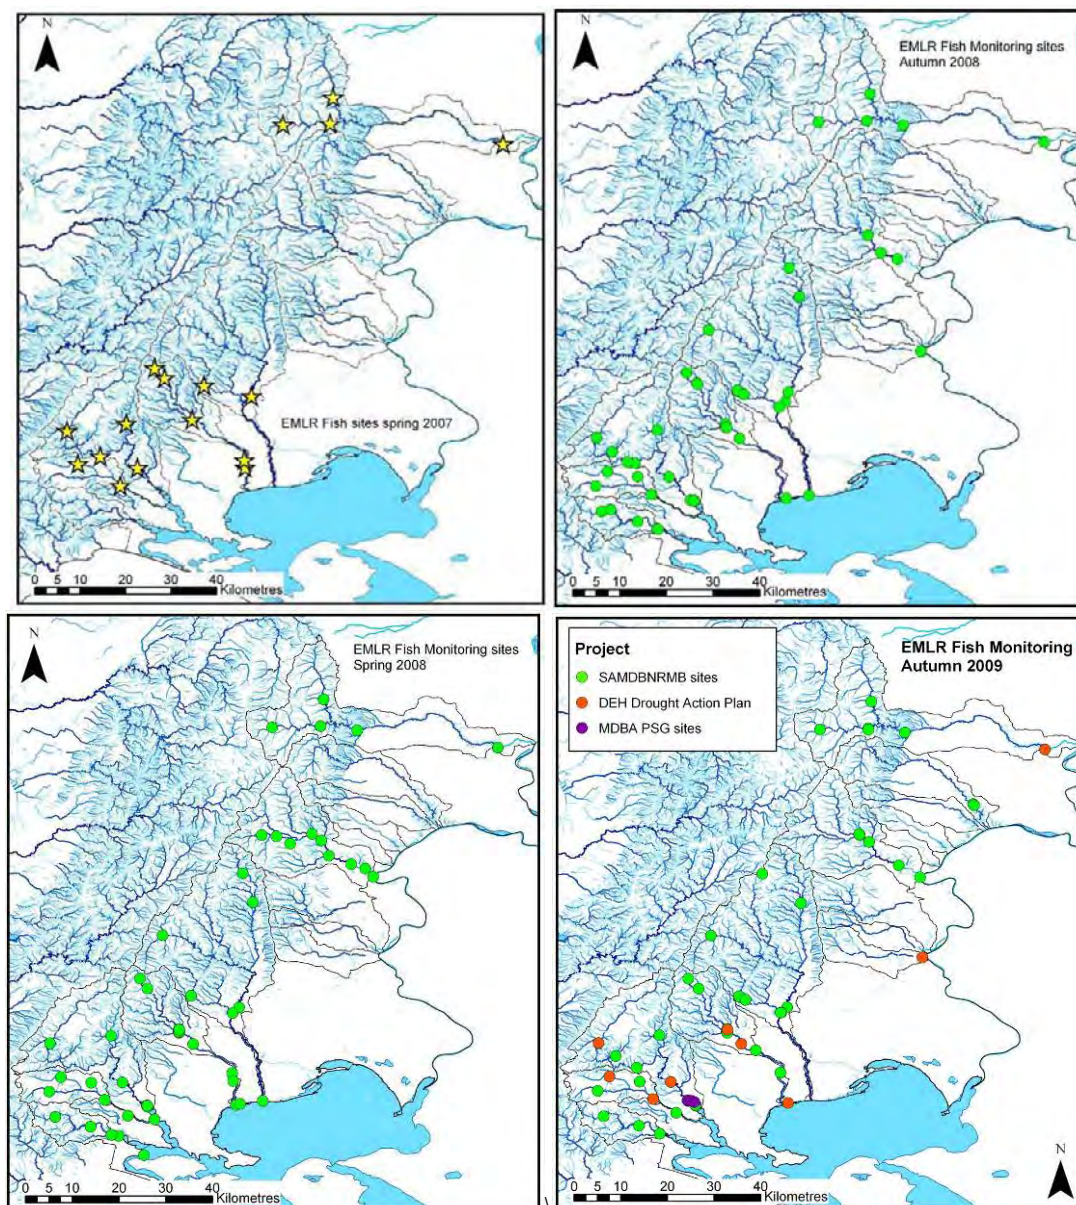 N
EMLR Fish sites spring 2007
0 5 10 20 30 40
Kilometres
EMLR Fish Monitoring sites
Autumn 2008
0 5 10 20 30 40
Kilometres
N
EMLR Fish Monitoring sites
Spring 2008
0 5 10 20 30 40
Kilometres
\
Project
SAMDBNRMB sites
DEH Drought Action Plan
MDBA PSG sites
EMLR Fish Monitoring
Autumn 2009
N
0 5 10 20 30 40
Kilometres